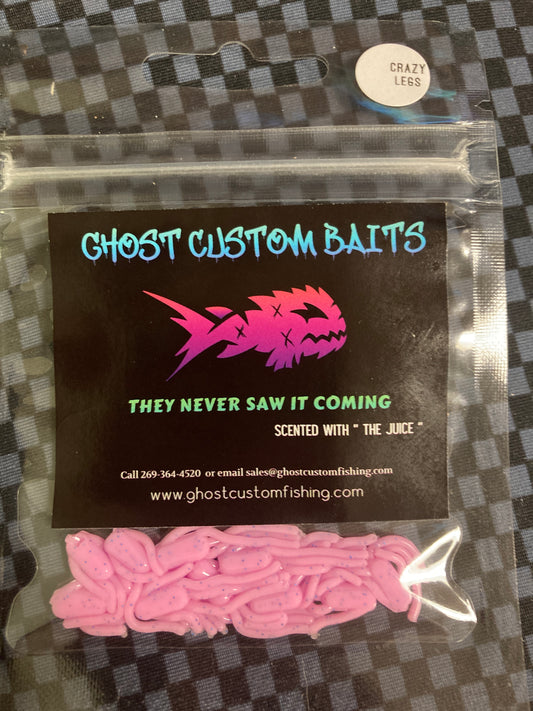 CRAZY
LEGS
GHOST CUSTOM BAITS
THEY NEVER SAW IT COMING
SCENTED WITH " THE JUICE "
Call 269-364-4520 or email sales@ghostcustomfishing.com
www.ghostcustomfishing.com